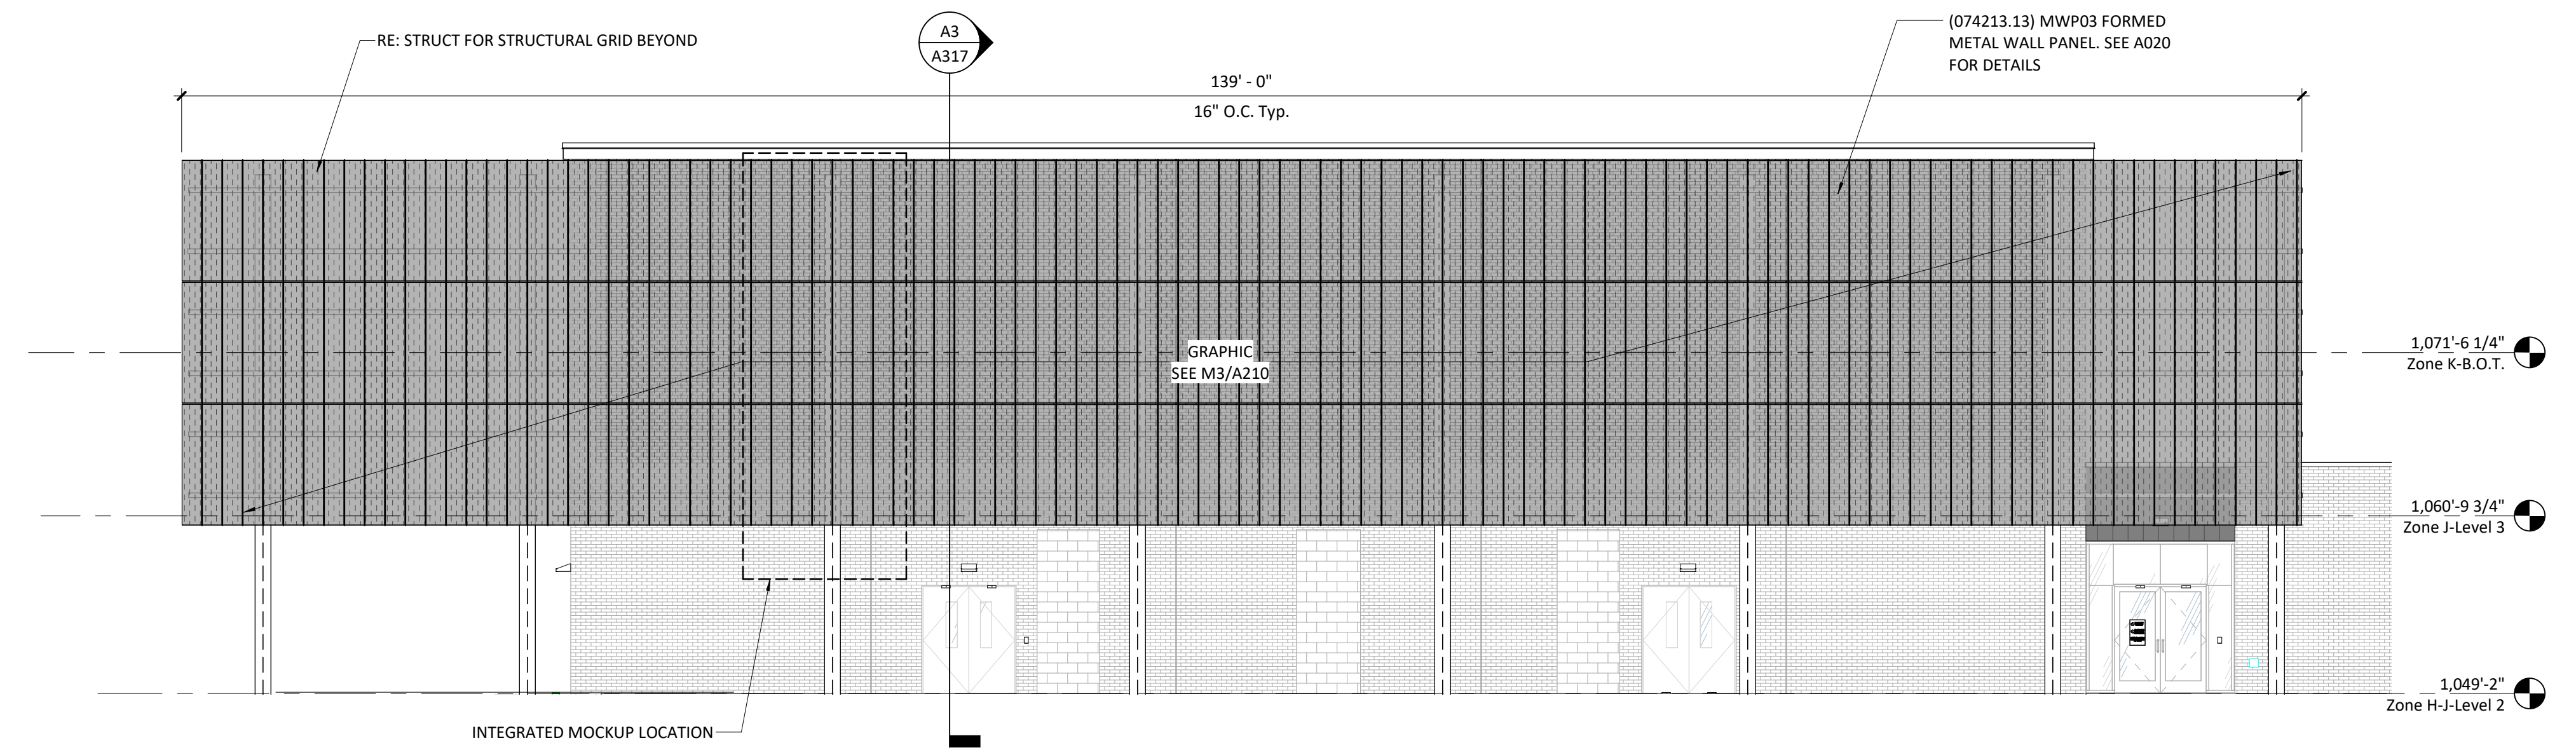 RE: STRUCT FOR STRUCTURAL GRID BEYOND
A3
A317
(074213.13) MWP03 FORMED
METAL WALL PANEL. SEE A020
FOR DETAILS
139' - 0"
16" O.C. Typ.
GRAPHIC
SEE M3/A210
1,071'-6 1/4"
Zone K-B.O.T.
1,060'-9 3/4"
Zone J-Level 3
1,049'-2"
Zone H-J-Level 2
INTEGRATED MOCKUP LOCATION